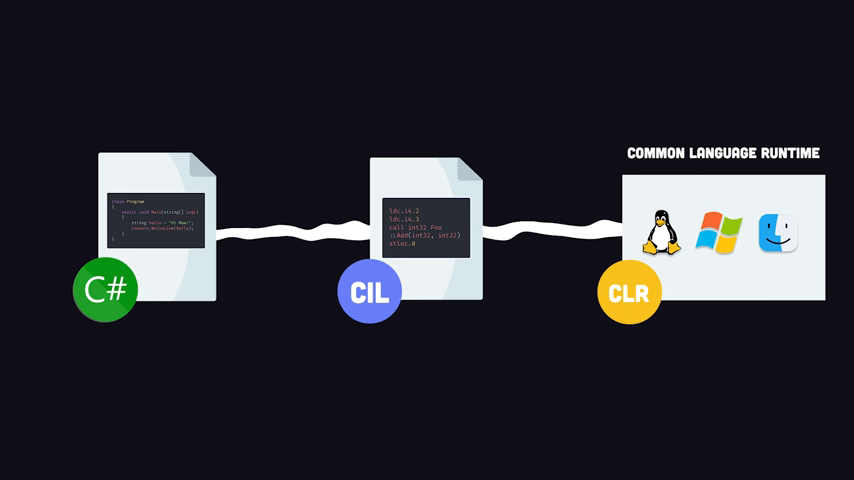 COMMON LANGUAGE RUNTIME
class Program
{
static void Main(string[] args)
{
string hello = "Hi Mom!";
Console.WriteLine(hello);
}
}
C#
ldc.i4.2
ldc.i4.3
call int32 Foo
::Add(int32, int32)
stloc.0
CIL
CLR